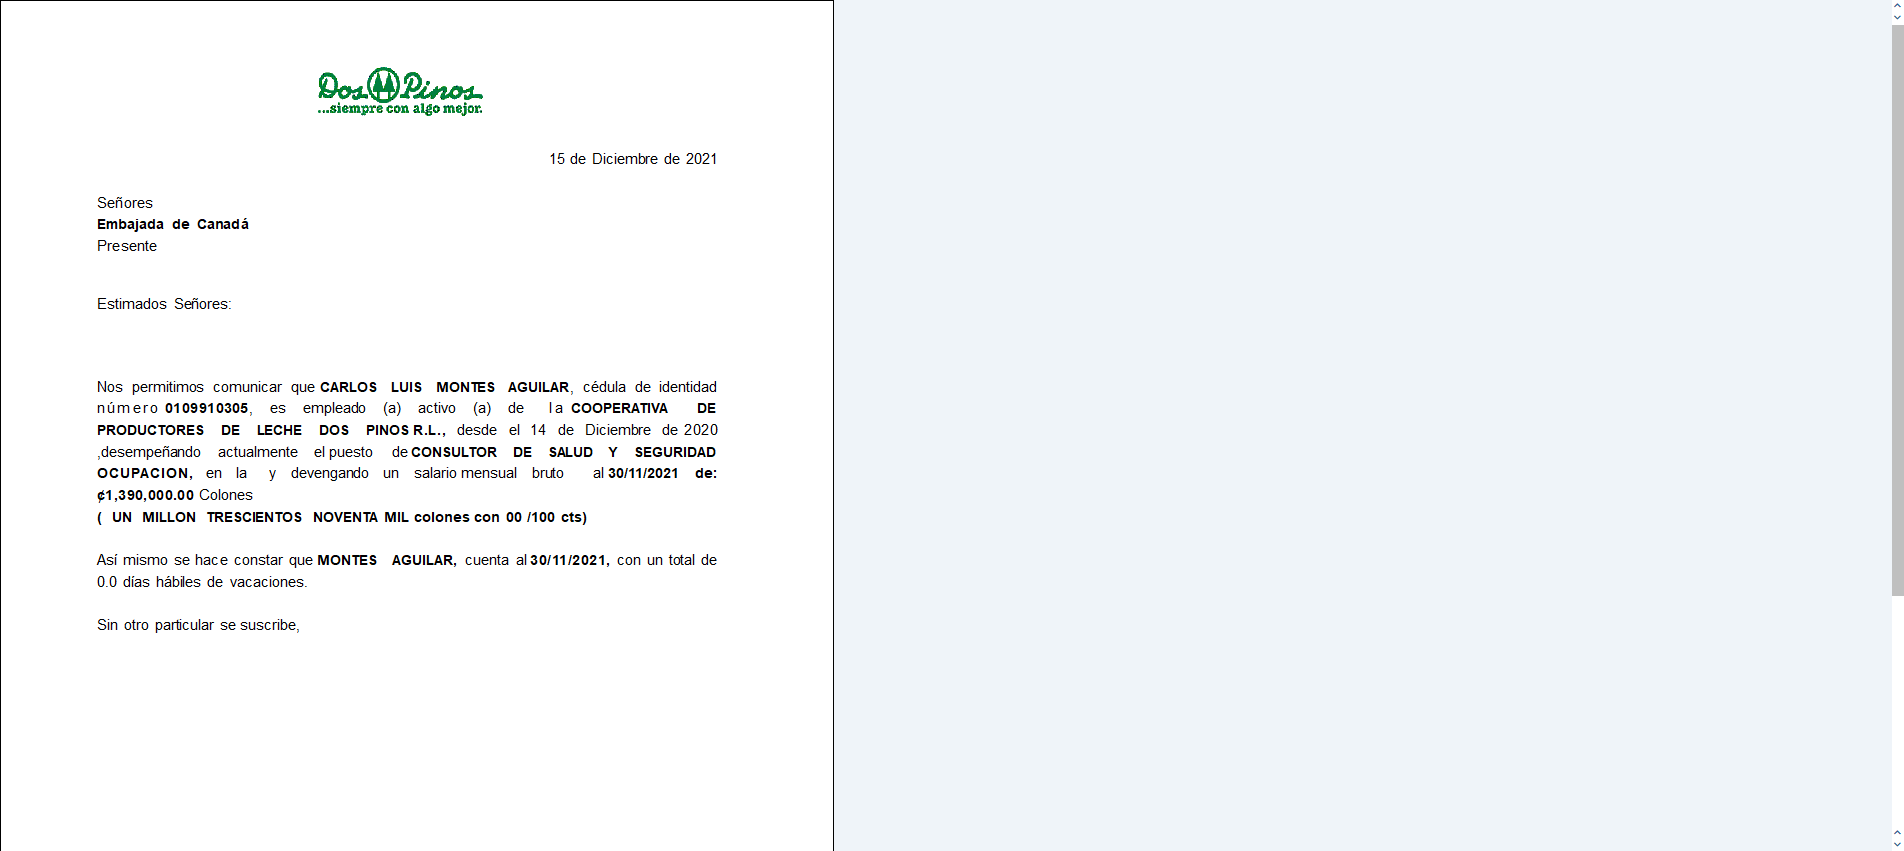 Dos Pinos
...siempre con algo mejor.
15 de Diciembre de 2021
Señores
Embajada de Canadá
Presente
Estimados Señores:
Nos permitimos comunicar que CARLOS LUIS MONTES AGUILAR, cédula de identidad
número 0109910305, es empleado (a) activo (a) de la COOPERATIVA DE
PRODUCTORES DE LECHE DOS PINOS R.L., desde el 14 de Diciembre de 2020
,desempeñando actualmente el puesto de CONSULTOR DE SALUD Y SEGURIDAD
OCUPACION, en la y devengando un salario mensual bruto al 30/11/2021 de:
¢1,390,000.00 Colones
( UN MILLON TRESCIENTOS NOVENTA MIL colones con 00 /100 cts)
Así mismo se hace constar que MONTES AGUILAR, cuenta al 30/11/2021, con un total de
0.0 días hábiles de vacaciones.
Sin otro particular se suscribe,